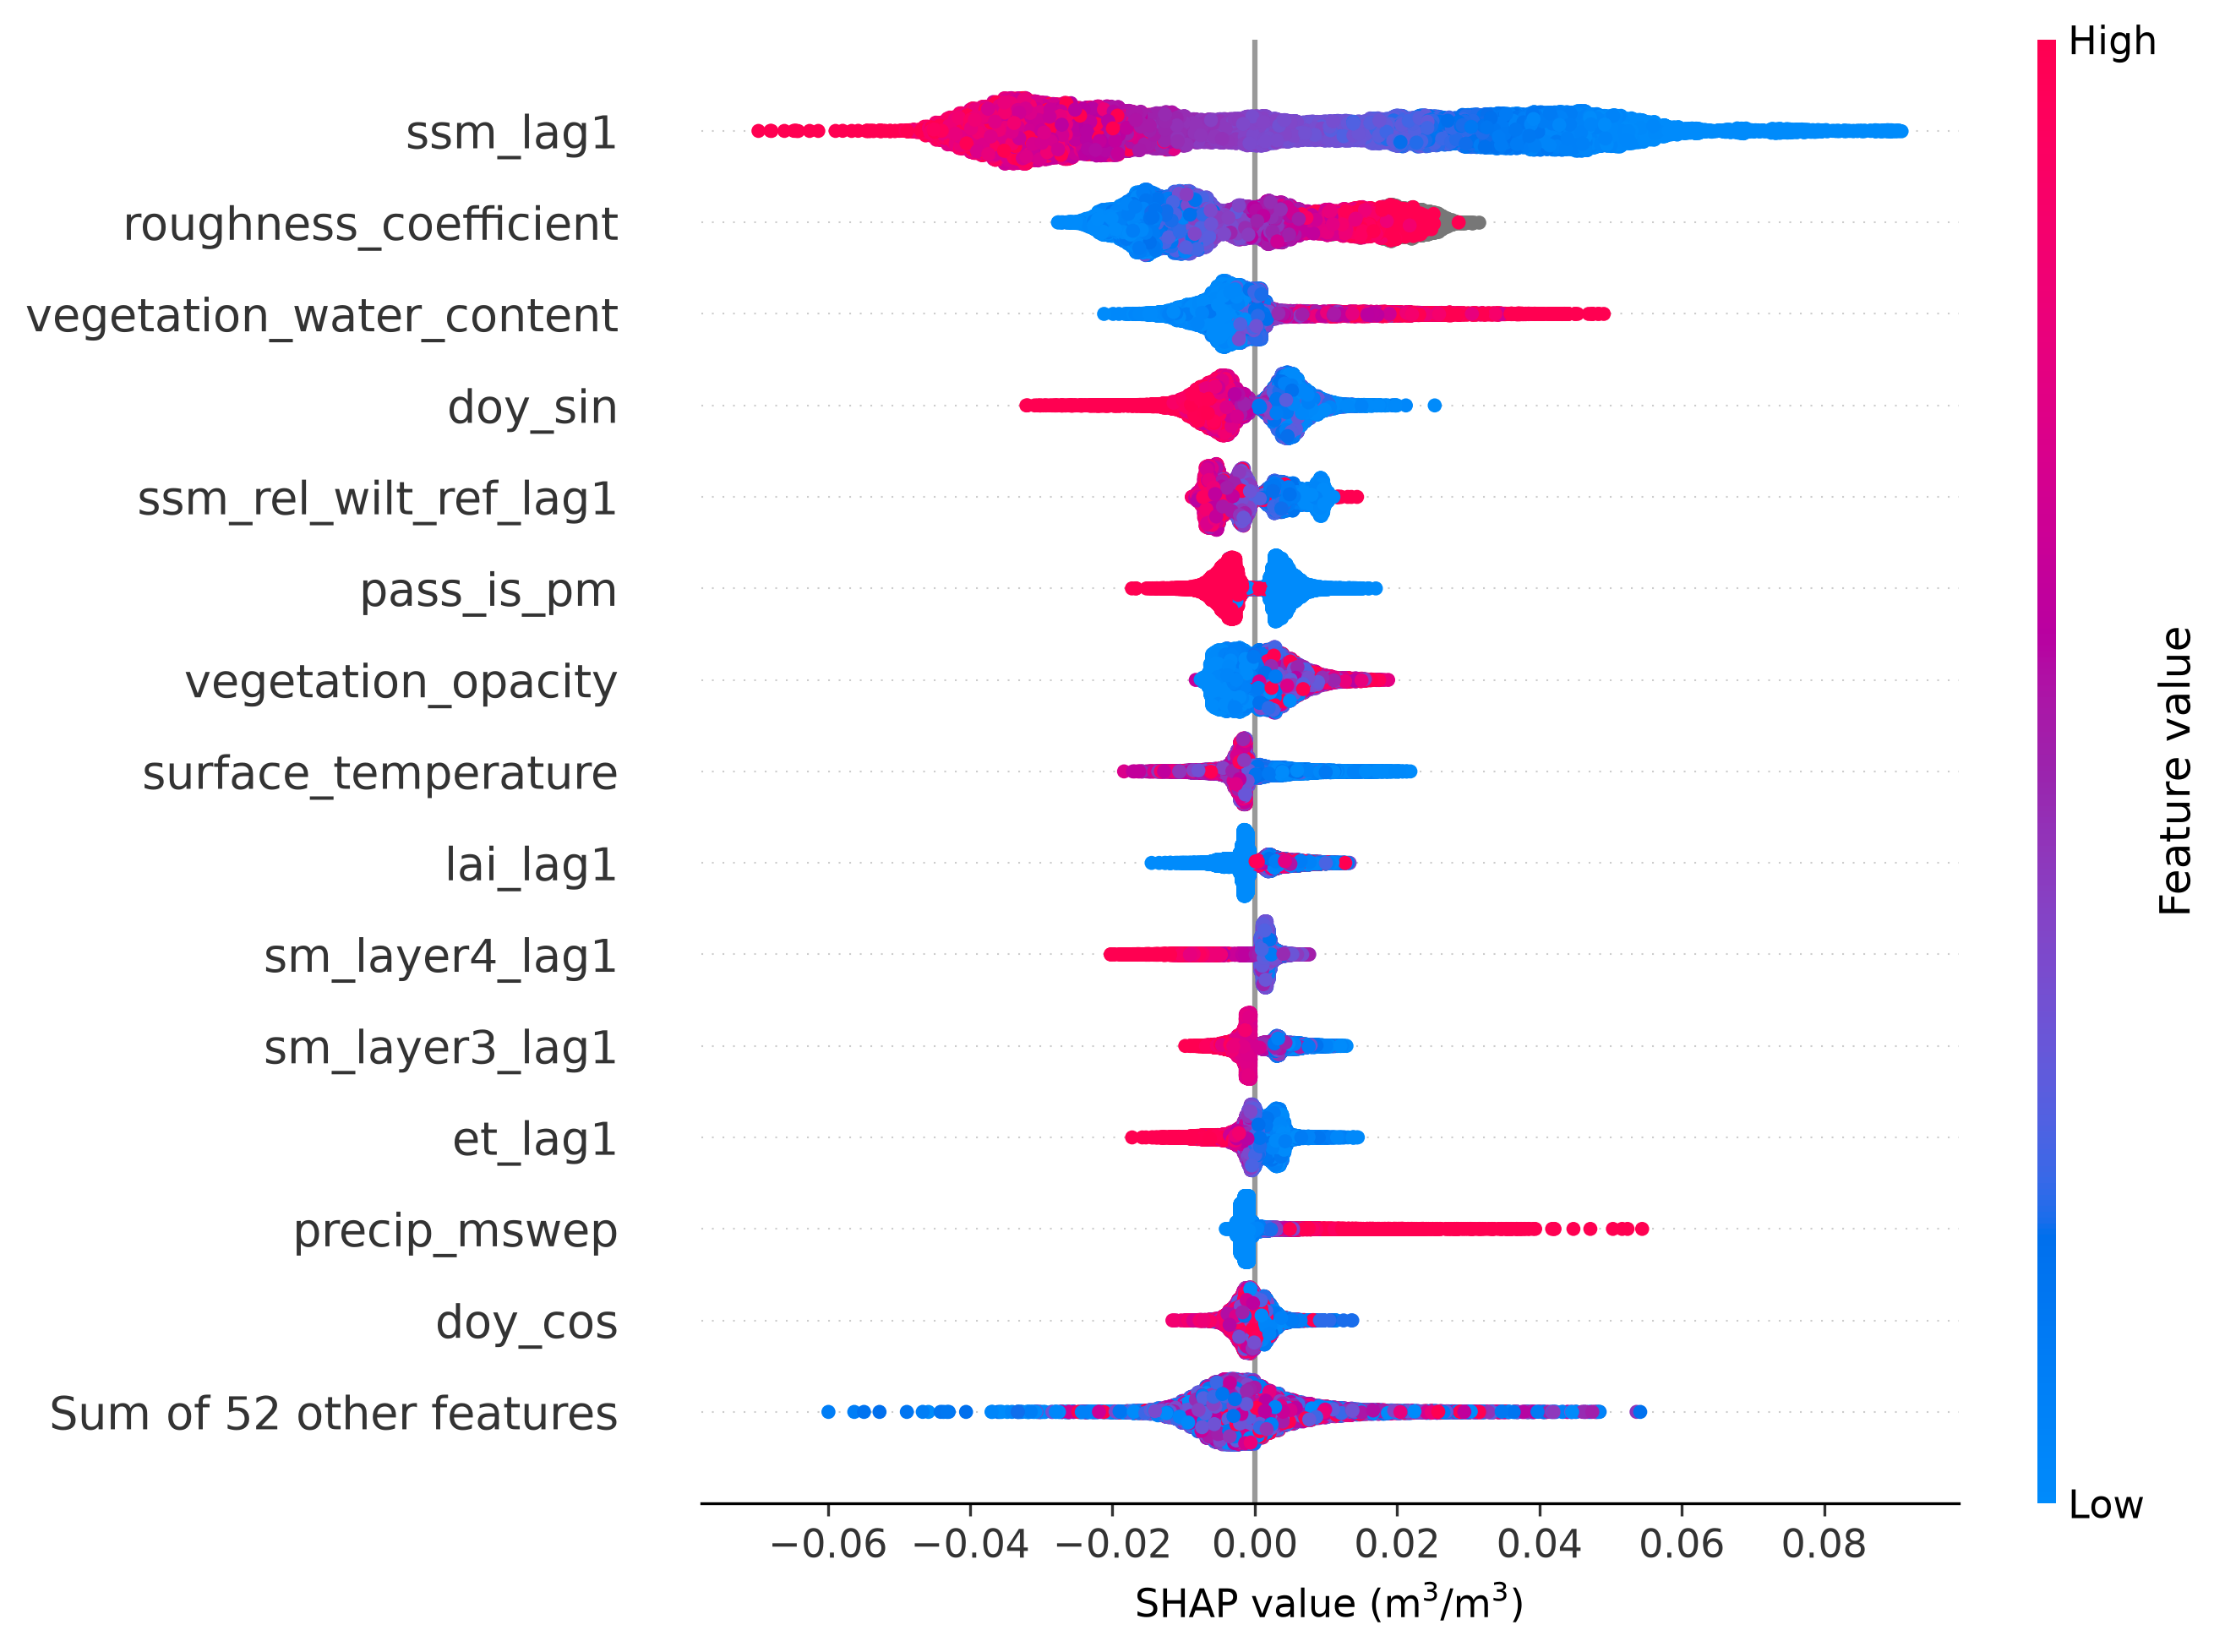 High
ssm_lag1
roughness_coefficient
vegetation_water_content
doy_sin
ssm_rel_wilt_ref_lag1
pass_is_pm
vegetation_opacity
surface_temperature
lai_lag1
sm_layer4_lag1
sm_layer3_lag1
et_lag1
precip_mswep
doy_cos
Sum of 52 other features
Feature value
Low
−0.06 −0.04 −0.02 0.00 0.02 0.04 0.06 0.08
SHAP value (m³/m³)